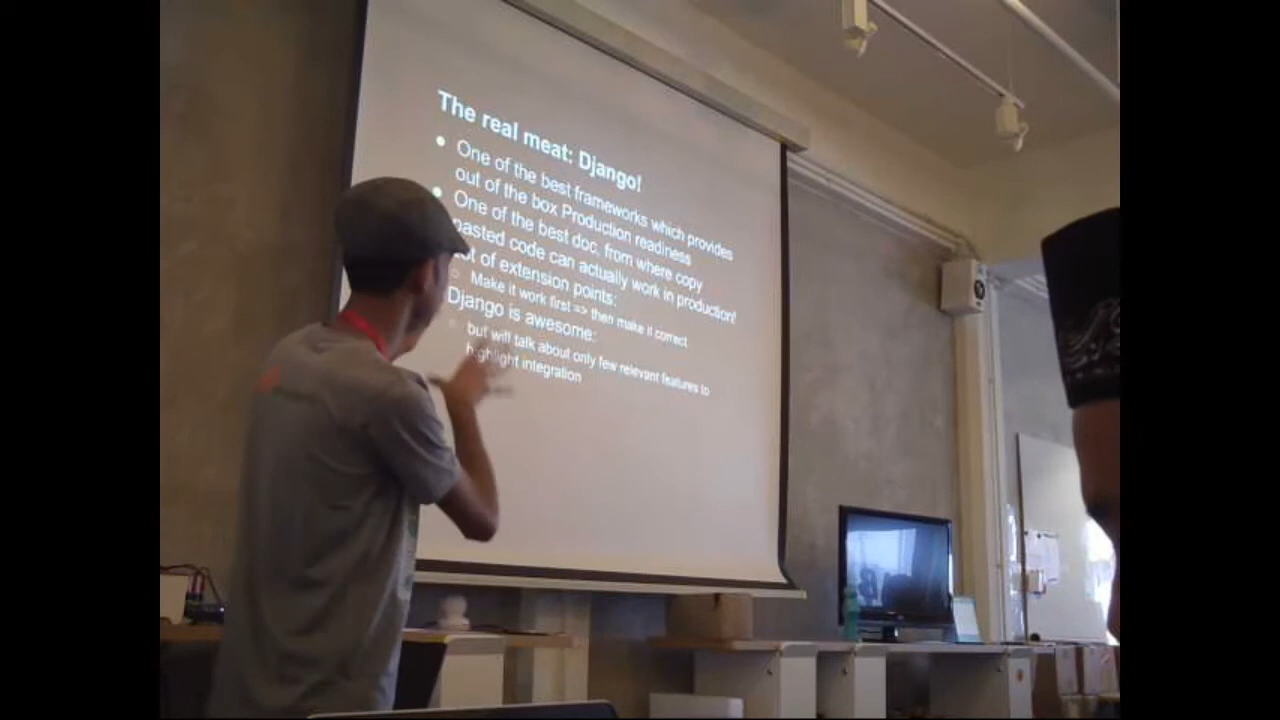 The real meat: Django!
One of the best frameworks which provides
out of the box Production readiness
One of the best doc, from where copy
pasted code can actually work in production!
of extension points:
Make it work first => then make it correct
Django is awesome:
but will talk about only few relevant features to
highlight integration